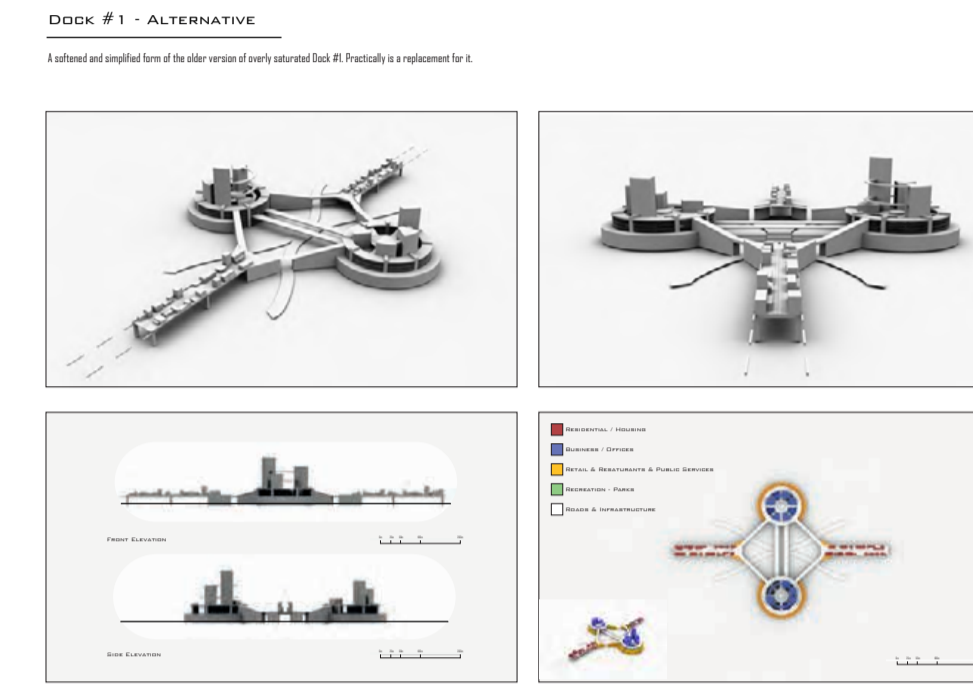 Dock #1 - Alternative
A softened and simplified form of the older version of overly saturated Dock #1. Practically is a replacement for it.
Residential / Housing
Business / Offices
Retail & Resaturants & Public Services
Recreation - Parks
Roads & Infrastructure
Front Elevation
Side Elevation